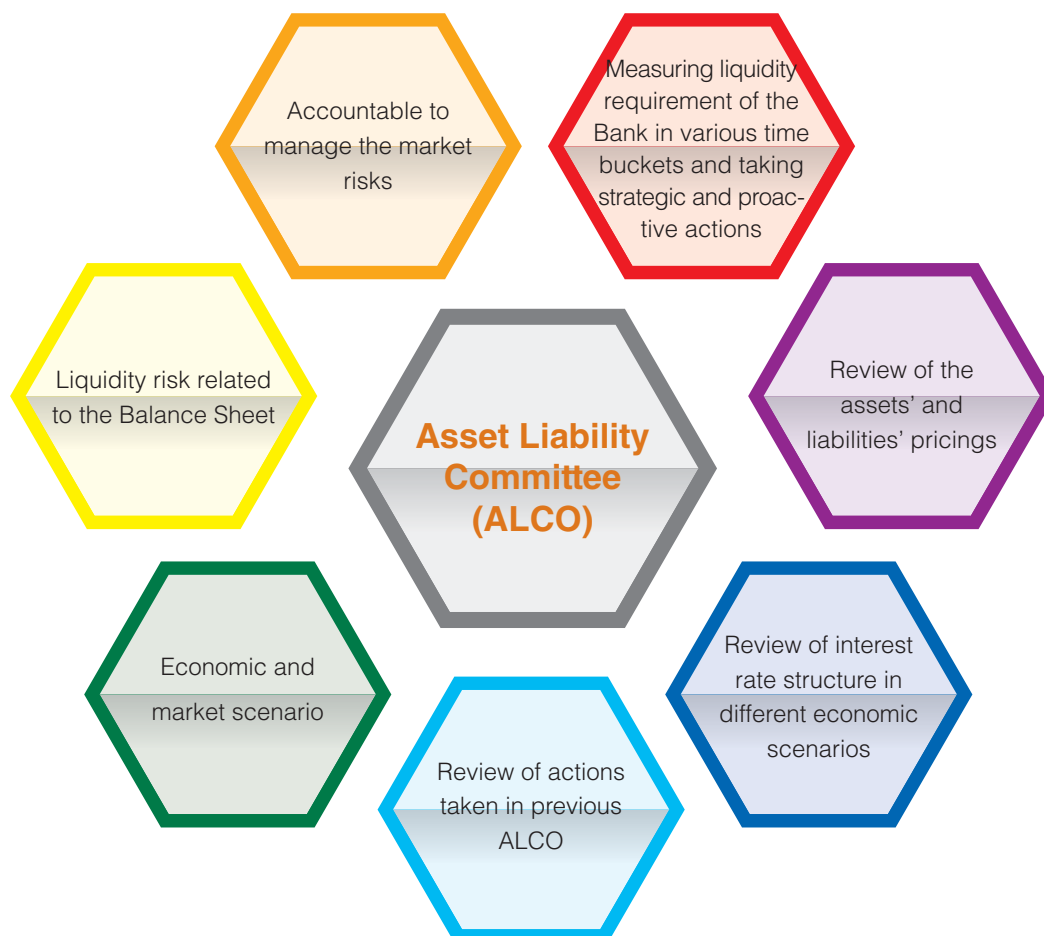 Accountable to
manage the market
risks
Measuring liquidity
requirement of the
Bank in various time
buckets and taking
strategic and proac-
tive actions
Liquidity risk related
to the Balance Sheet
Asset Liability
Committee
(ALCO)
Review of the
assets’ and
liabilities’ pricings
Economic and
market scenario
Review of interest
rate structure in
different economic
scenarios
Review of actions
taken in previous
ALCO